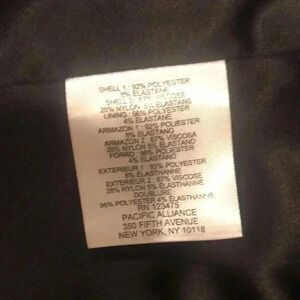 SHELL 1 : 92% POLYESTER
8% ELASTANE
SHELL 2 : 67% VISCOSE
28% NYLON 5% ELASTANE
LINING : 96% POLYESTER
4% ELASTANE
ARMAZON 1 : 92% POLIESTER
8% ELASTANO
ARMAZON 2 : 67% VISCOSA
28% NYLON 5% ELASTANO
FORRO : 96% POLIESTER
4% ELASTANO
EXTERIEUR 1 : 92% POLYESTER
8% ELASTHANNE
EXTERIEUR 2 : 67% VISCOSE
28% NYLON 5% ELASTHANNE
DOUBLURE
96% POLYESTER 4% ELASTHANNE
RN 123475
PACIFIC ALLIANCE
350 FIFTH AVENUE
NEW YORK, NY 10118